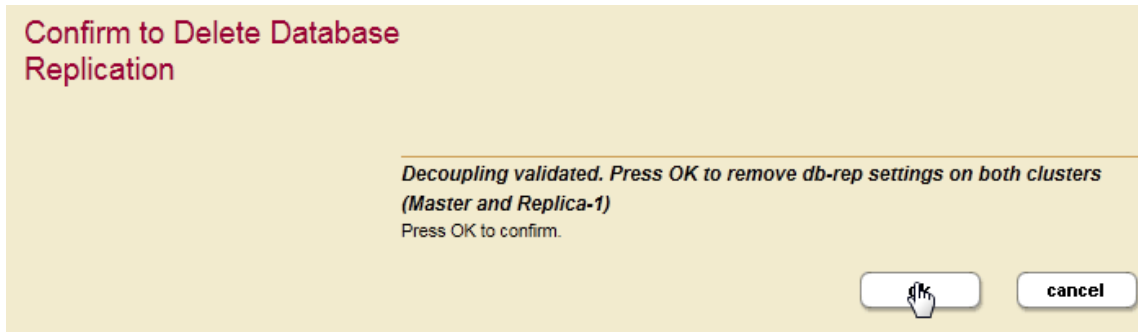 Confirm to Delete Database
Replication
Decoupling validated. Press OK to remove db-rep settings on both clusters
(Master and Replica-1)
Press OK to confirm.
ok
cancel